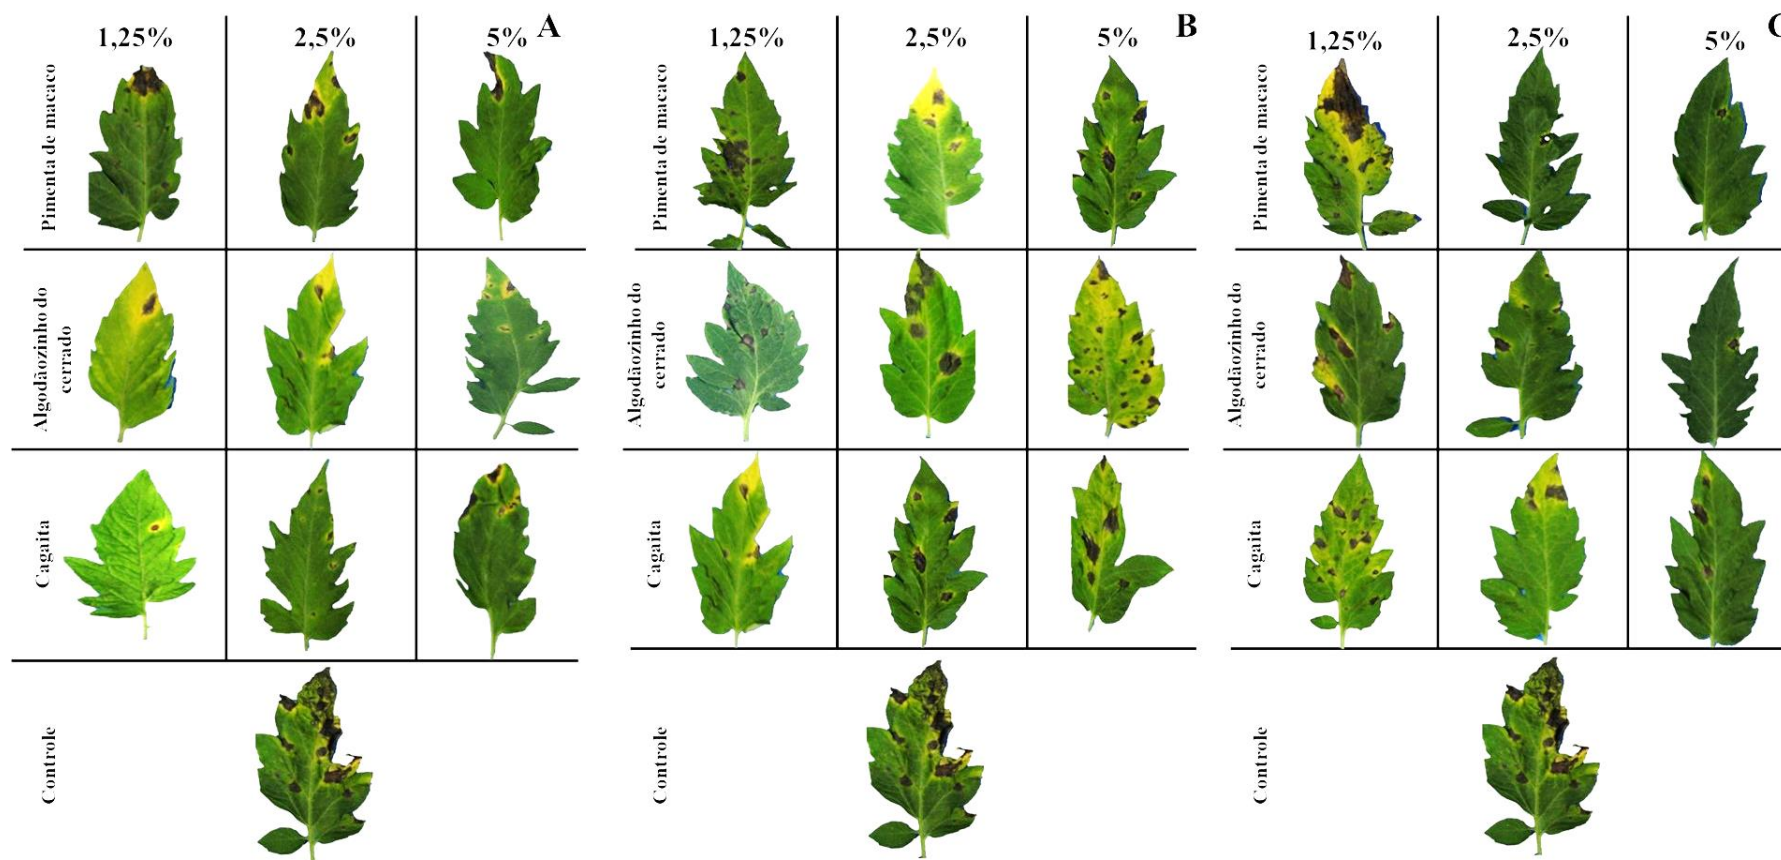 1,25% 2,5% 5% A
Pimenta de macaco
Algodãozinho do
cerrado
Cagaita
Controle
1,25% 2,5% 5% B
Pimenta de macaco
Algodãozinho do
cerrado
Cagaita
Controle
1,25% 2,5% 5% C
Pimenta de macaco
Algodãozinho do
cerrado
Cagaita
Controle